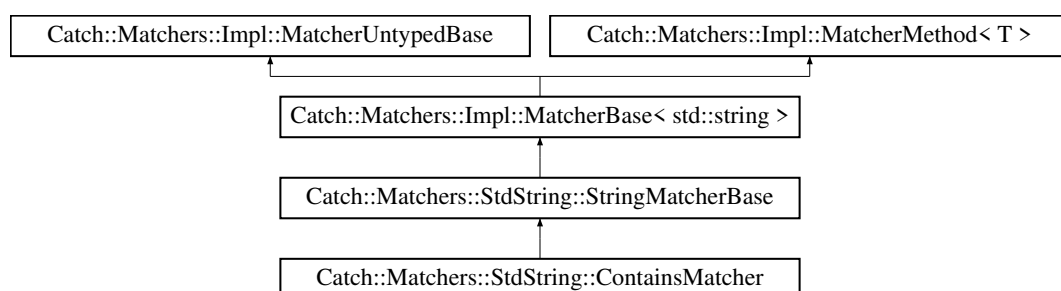 Catch::Matchers::Impl::MatcherUntypedBase
Catch::Matchers::Impl::MatcherMethod< T >
Catch::Matchers::Impl::MatcherBase< std::string >
Catch::Matchers::StdString::StringMatcherBase
Catch::Matchers::StdString::ContainsMatcher